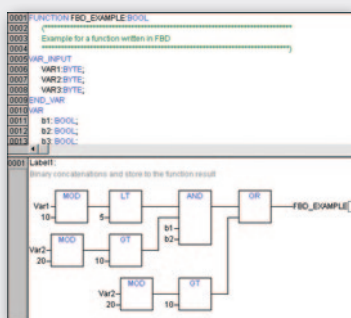 0001 FUNCTION FBD_EXAMPLE:BOOL
0002 (*************************************************************************
0003 Example for a function written in FBD
0004 *************************************************************************)
0005 VAR_INPUT
0006 VAR1:BYTE;
0007 VAR2:BYTE;
0008 VAR3:BYTE;
0009 END_VAR
0010 VAR
0011 b1:BOOL;
0012 b2:BOOL;
0013 b3:BOOL;
0001 Label1:
Binary concatenations and store to the function result
MOD LT AND OR
Var1 FBD_EXAMPLE
10 5
b1
MOD GT b2
Var2
20 10
MOD GT
Var2
20 10